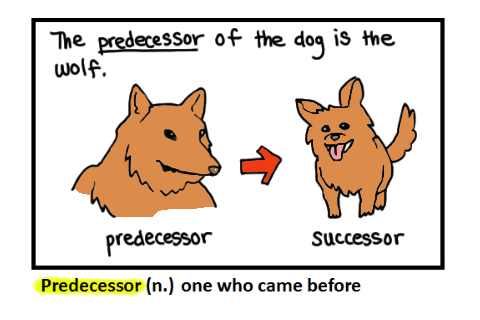 The predecessor of the dog is the
wolf.
predecessor
successor
Predecessor (n.) one who came before